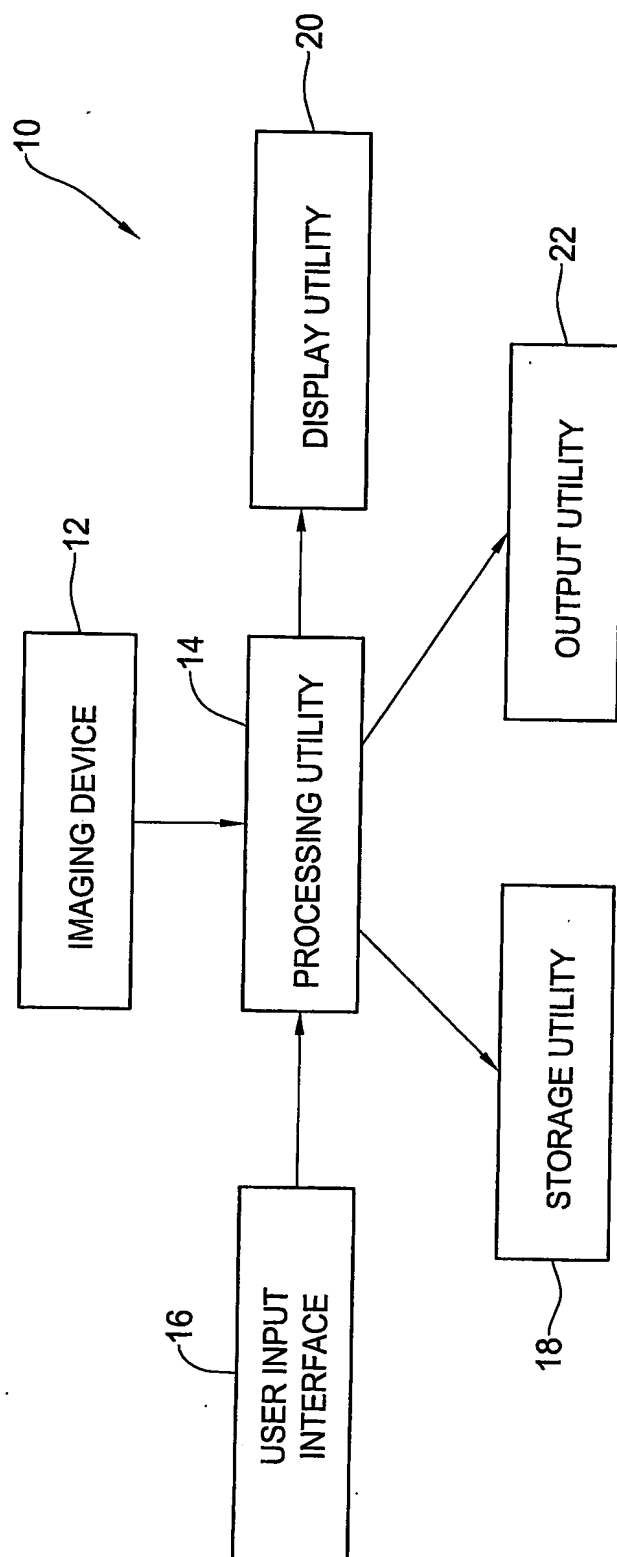 10
12
IMAGING DEVICE
16
USER INPUT
INTERFACE
14
PROCESSING UTILITY
20
DISPLAY UTILITY
18
STORAGE UTILITY
22
OUTPUT UTILITY